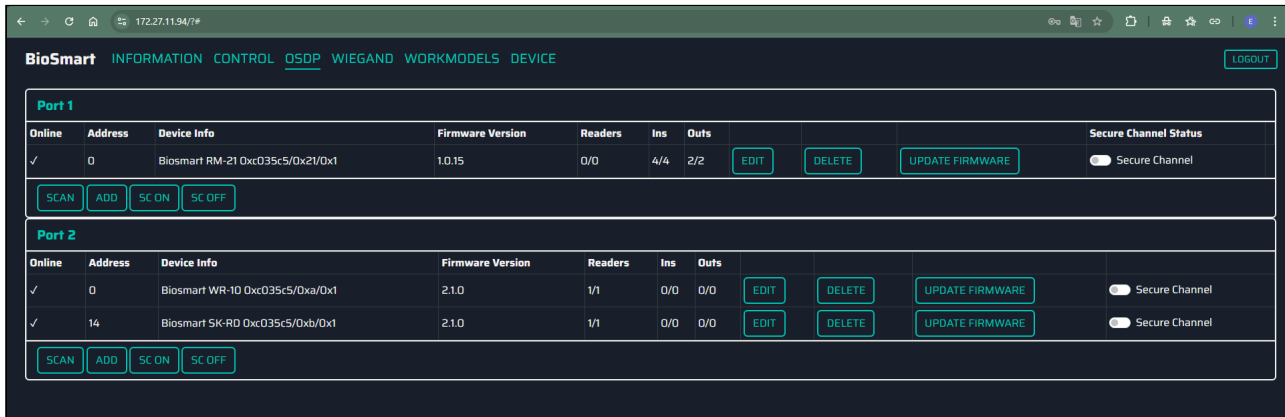 172.27.11.94/?#
E
BioSmart INFORMATION CONTROL OSDP WIEGAND WORKMODELS DEVICE LOGOUT
Port 1
Online Address Device Info Firmware Version Readers Ins Outs Secure Channel Status
✓ 0 Biosmart RM-21 0xc035c5/0x21/0x1 1.0.15 0/0 4/4 2/2 EDIT DELETE UPDATE FIRMWARE Secure Channel
SCAN ADD SC ON SC OFF
Port 2
Online Address Device Info Firmware Version Readers Ins Outs
✓ 0 Biosmart WR-10 0xc035c5/0xa/0x1 2.1.0 1/1 0/0 0/0 EDIT DELETE UPDATE FIRMWARE Secure Channel
✓ 14 Biosmart SK-RD 0xc035c5/0xb/0x1 2.1.0 1/1 0/0 0/0 EDIT DELETE UPDATE FIRMWARE Secure Channel
SCAN ADD SC ON SC OFF